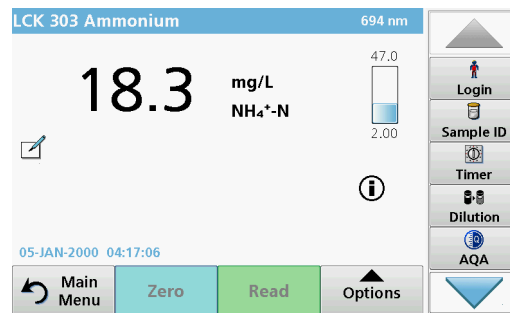 LCK 303 Ammonium 694 nm
18.3 mg/L
NH₄⁺-N
47.0
2.00
i
05-JAN-2000 04:17:06
Main
Menu
Zero
Read
Options
Login
Sample ID
Timer
Dilution
AQA